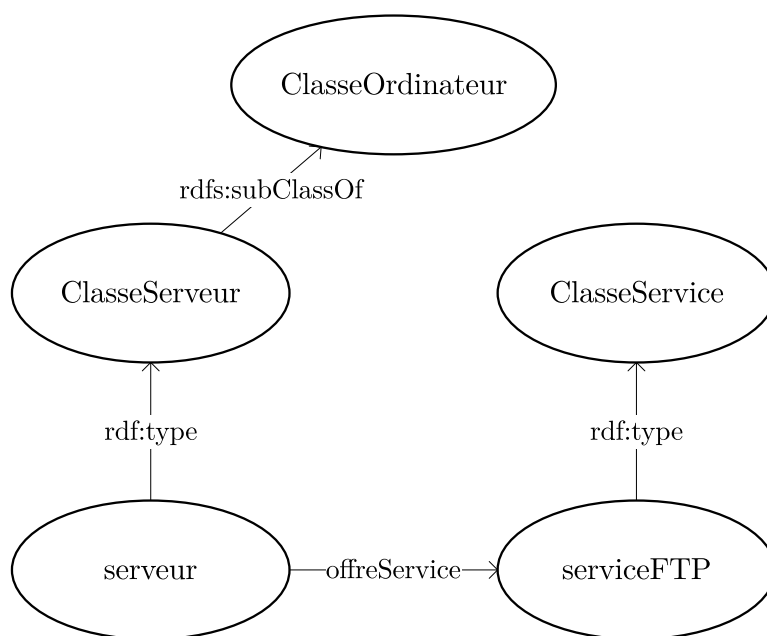 ClasseOrdinateur
rdfs:subClassOf
ClasseServeur
ClasseService
rdf:type
rdf:type
serveur
offreService
serviceFTP